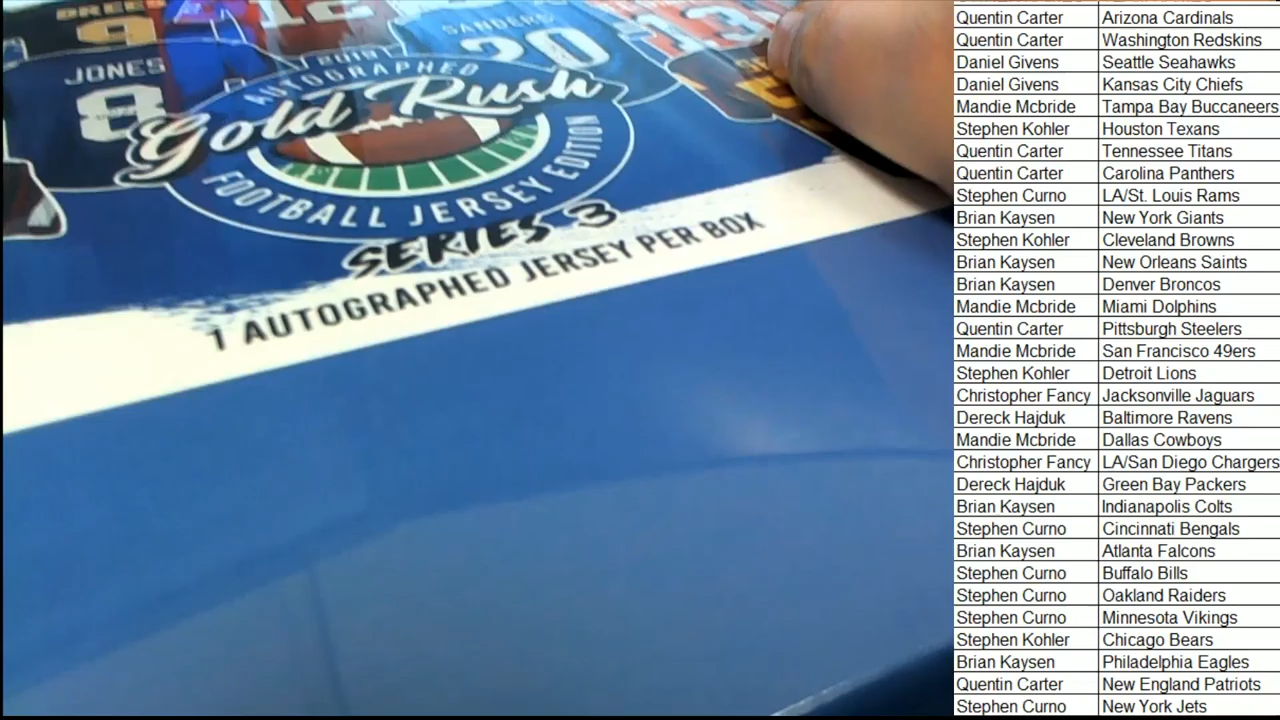 BREES
9
12
SANDERS
20
13
JONES
8
2019
AUTOGRAPHED
Gold Rush
FOOTBALL JERSEY EDITION
SERIES 3
1 AUTOGRAPHED JERSEY PER BOX
Quentin Carter Arizona Cardinals
Quentin Carter Washington Redskins
Daniel Givens Seattle Seahawks
Daniel Givens Kansas City Chiefs
Mandie Mcbride Tampa Bay Buccaneers
Stephen Kohler Houston Texans
Quentin Carter Tennessee Titans
Quentin Carter Carolina Panthers
Stephen Curno LA/St. Louis Rams
Brian Kaysen New York Giants
Stephen Kohler Cleveland Browns
Brian Kaysen New Orleans Saints
Brian Kaysen Denver Broncos
Mandie Mcbride Miami Dolphins
Quentin Carter Pittsburgh Steelers
Mandie Mcbride San Francisco 49ers
Stephen Kohler Detroit Lions
Christopher Fancy Jacksonville Jaguars
Dereck Hajduk Baltimore Ravens
Mandie Mcbride Dallas Cowboys
Christopher Fancy LA/San Diego Chargers
Dereck Hajduk Green Bay Packers
Brian Kaysen Indianapolis Colts
Stephen Curno Cincinnati Bengals
Brian Kaysen Atlanta Falcons
Stephen Curno Buffalo Bills
Stephen Curno Oakland Raiders
Stephen Curno Minnesota Vikings
Stephen Kohler Chicago Bears
Brian Kaysen Philadelphia Eagles
Quentin Carter New England Patriots
Stephen Curno New York Jets